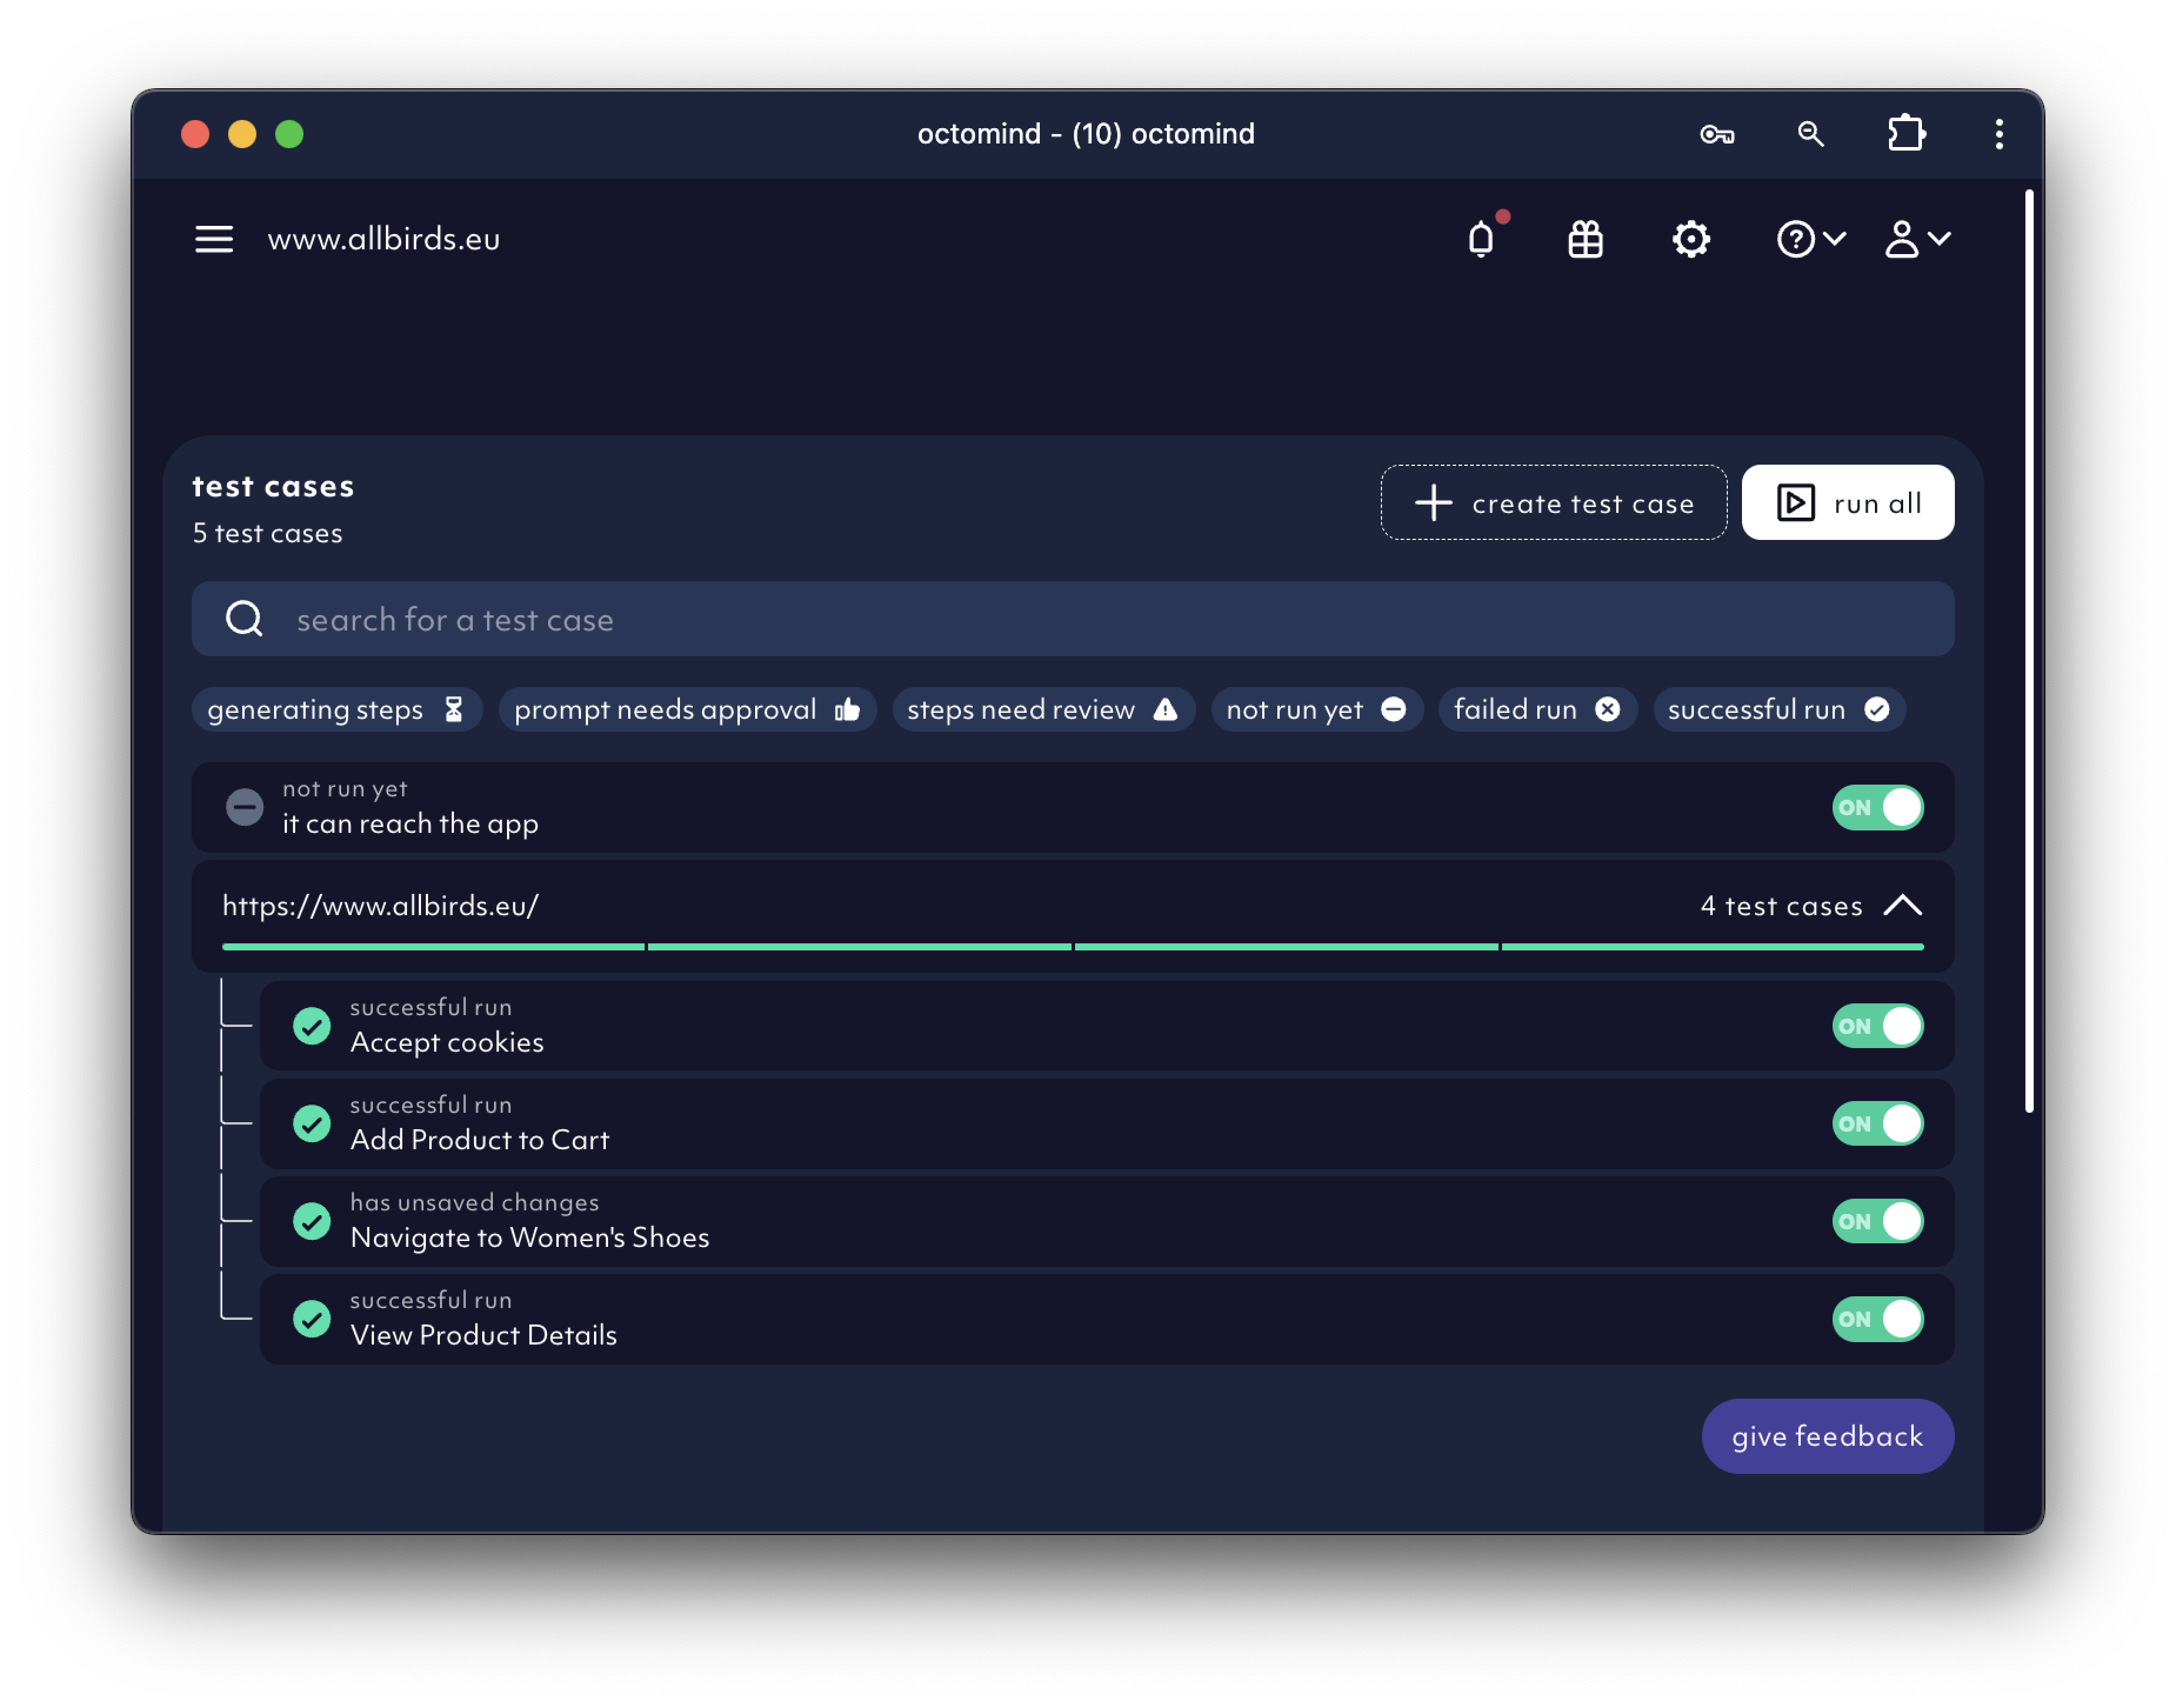 octomind - (10) octomind
www.allbirds.eu
test cases
5 test cases
create test case
run all
search for a test case
generating steps
prompt needs approval
steps need review
not run yet
failed run
successful run
not run yet
it can reach the app
ON
https://www.allbirds.eu/
4 test cases
successful run
Accept cookies
ON
successful run
Add Product to Cart
ON
has unsaved changes
Navigate to Women's Shoes
ON
successful run
View Product Details
ON
give feedback